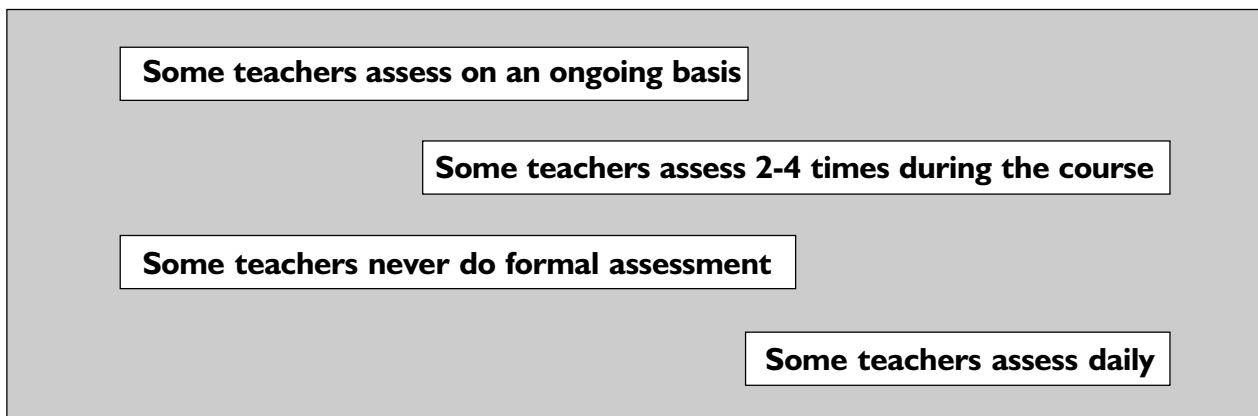 Some teachers assess on an ongoing basis
Some teachers assess 2-4 times during the course
Some teachers never do formal assessment
Some teachers assess daily